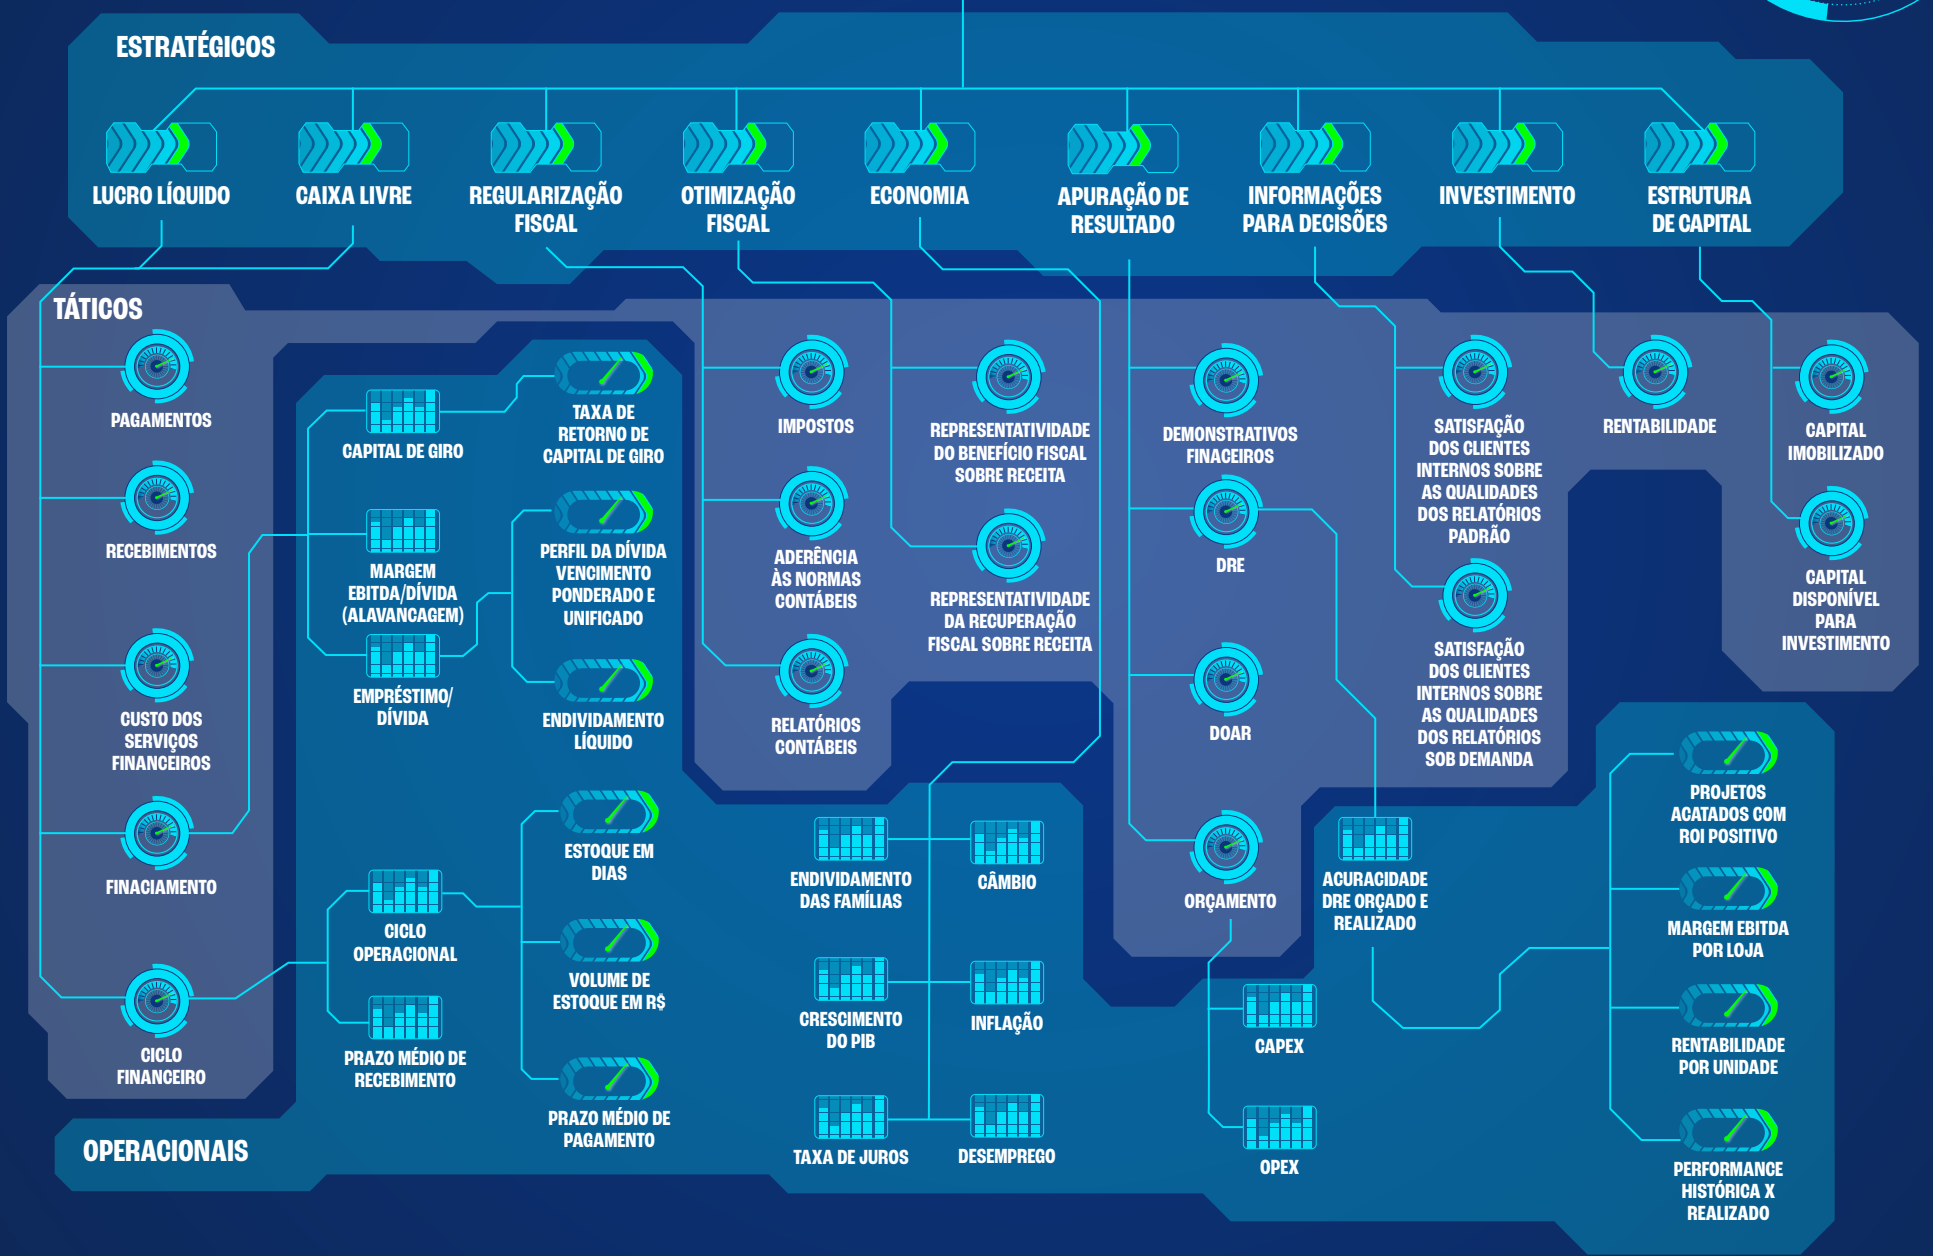 ESTRATÉGICOS
LUCRO LÍQUIDO
CAIXA LIVRE
REGULARIZAÇÃO
FISCAL
OTIMIZAÇÃO
FISCAL
ECONOMIA
APURAÇÃO DE
RESULTADO
INFORMAÇÕES
PARA DECISÕES
INVESTIMENTO
ESTRUTURA
DE CAPITAL
TÁTICOS
PAGAMENTOS
RECEBIMENTOS
CUSTO DOS
SERVIÇOS
FINANCEIROS
FINACIAMENTO
CICLO
FINANCEIRO
CAPITAL DE GIRO
MARGEM
EBITDA/DÍVIDA
(ALAVANCAGEM)
EMPRÉSTIMO/
DÍVIDA
TAXA DE
RETORNO DE
CAPITAL DE GIRO
PERFIL DA DÍVIDA
VENCIMENTO
PONDERADO E
UNIFICADO
ENDIVIDAMENTO
LÍQUIDO
CICLO
OPERACIONAL
PRAZO MÉDIO DE
RECEBIMENTO
ESTOQUE EM
DIAS
VOLUME DE
ESTOQUE EM R$
PRAZO MÉDIO DE
PAGAMENTO
IMPOSTOS
ADERÊNCIA
ÀS NORMAS
CONTÁBEIS
RELATÓRIOS
CONTÁBEIS
REPRESENTATIVIDADE
DO BENEFÍCIO FISCAL
SOBRE RECEITA
REPRESENTATIVIDADE
DA RECUPERAÇÃO
FISCAL SOBRE RECEITA
ENDIVIDAMENTO
DAS FAMÍLIAS
CÂMBIO
CRESCIMENTO
DO PIB
INFLAÇÃO
TAXA DE JUROS
DESEMPREGO
DEMONSTRATIVOS
FINACEIROS
DRE
DOAR
ORÇAMENTO
CAPEX
OPEX
SATISFAÇÃO
DOS CLIENTES
INTERNOS SOBRE
AS QUALIDADES
DOS RELATÓRIOS
PADRÃO
SATISFAÇÃO
DOS CLIENTES
INTERNOS SOBRE
AS QUALIDADES
DOS RELATÓRIOS
SOB DEMANDA
ACURACIDADE
DRE ORÇADO E
REALIZADO
RENTABILIDADE
CAPITAL
IMOBILIZADO
CAPITAL
DISPONÍVEL
PARA
INVESTIMENTO
PROJETOS
ACATADOS COM
ROI POSITIVO
MARGEM EBITDA
POR LOJA
RENTABILIDADE
POR UNIDADE
PERFORMANCE
HISTÓRICA X
REALIZADO
OPERACIONAIS